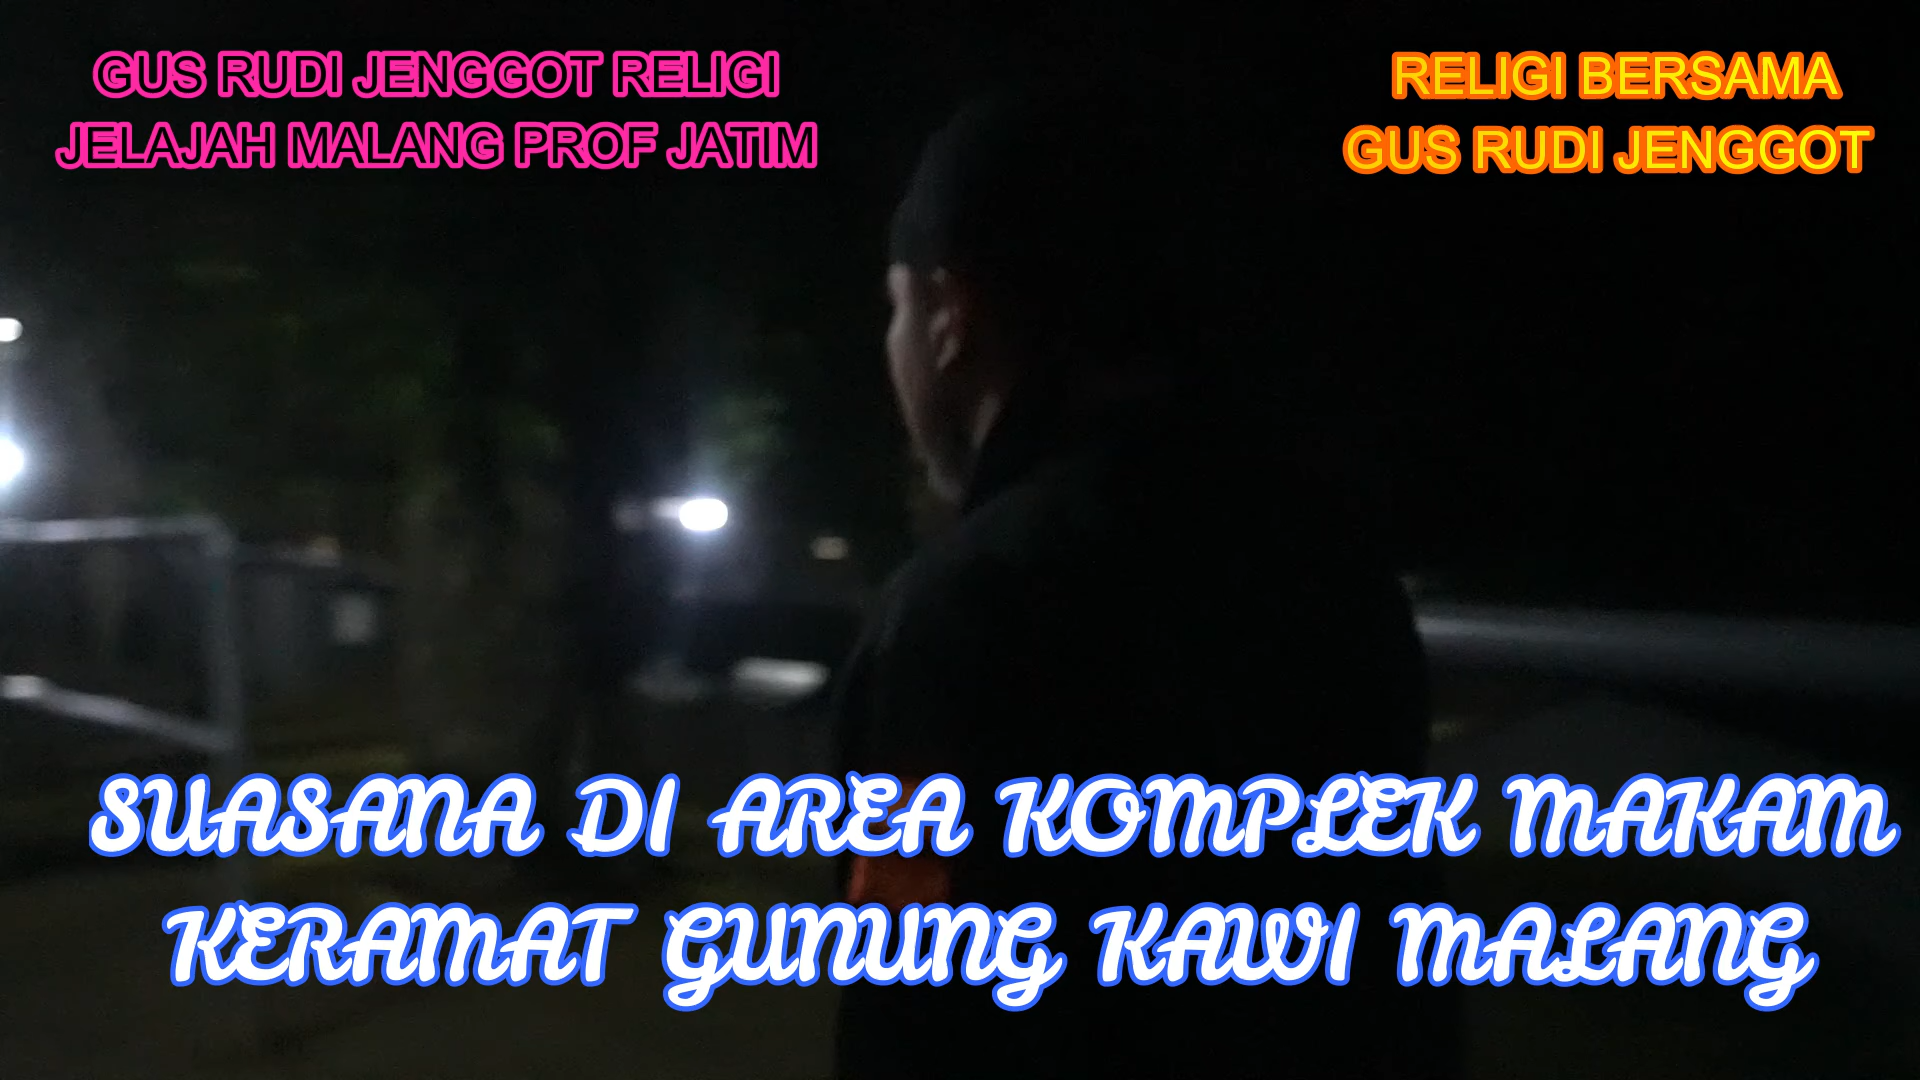 GUS RUDI JENGGOT RELIGI
JELAJAH MALANG PROF JATIM
RELIGI BERSAMA
GUS RUDI JENGGOT
SUASANA DI AREA KOMPLEK MAKAM
KERAMAT GUNUNG KAWI MALANG